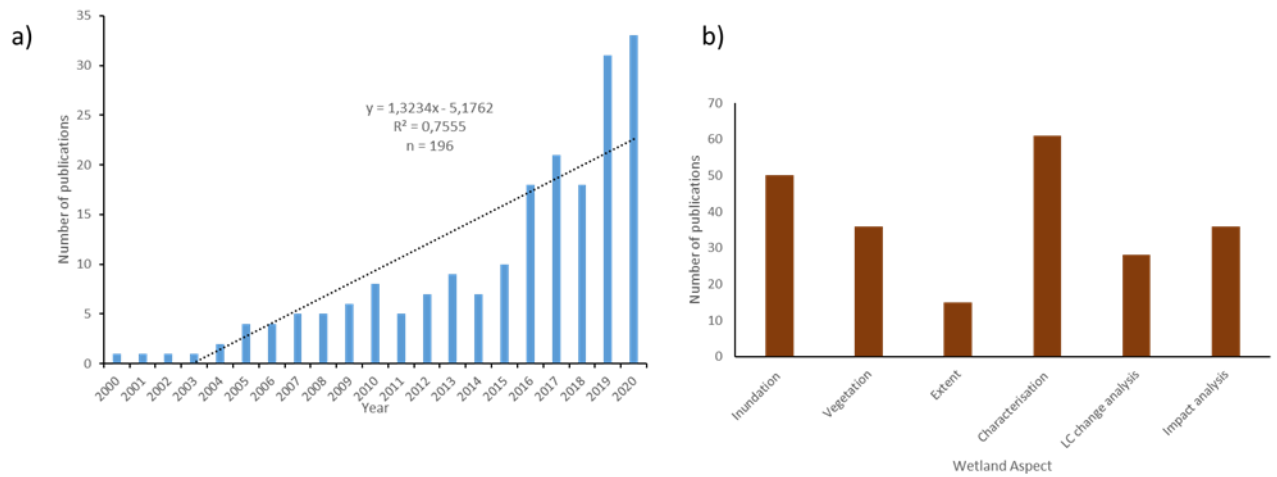 a)
35
30
25
20
15
10
5
0
Number of publications
y = 1,3234x - 5,1762
R² = 0,7555
n = 196
2000
2001
2002
2003
2004
2005
2006
2007
2008
2009
2010
2011
2012
2013
2014
2015
2016
2017
2018
2019
2020
Year
b)
70
60
50
40
30
20
10
0
Number of publications
Inundation
Vegetation
Extent
Characterisation
LC change analysis
Impact analysis
Wetland Aspect